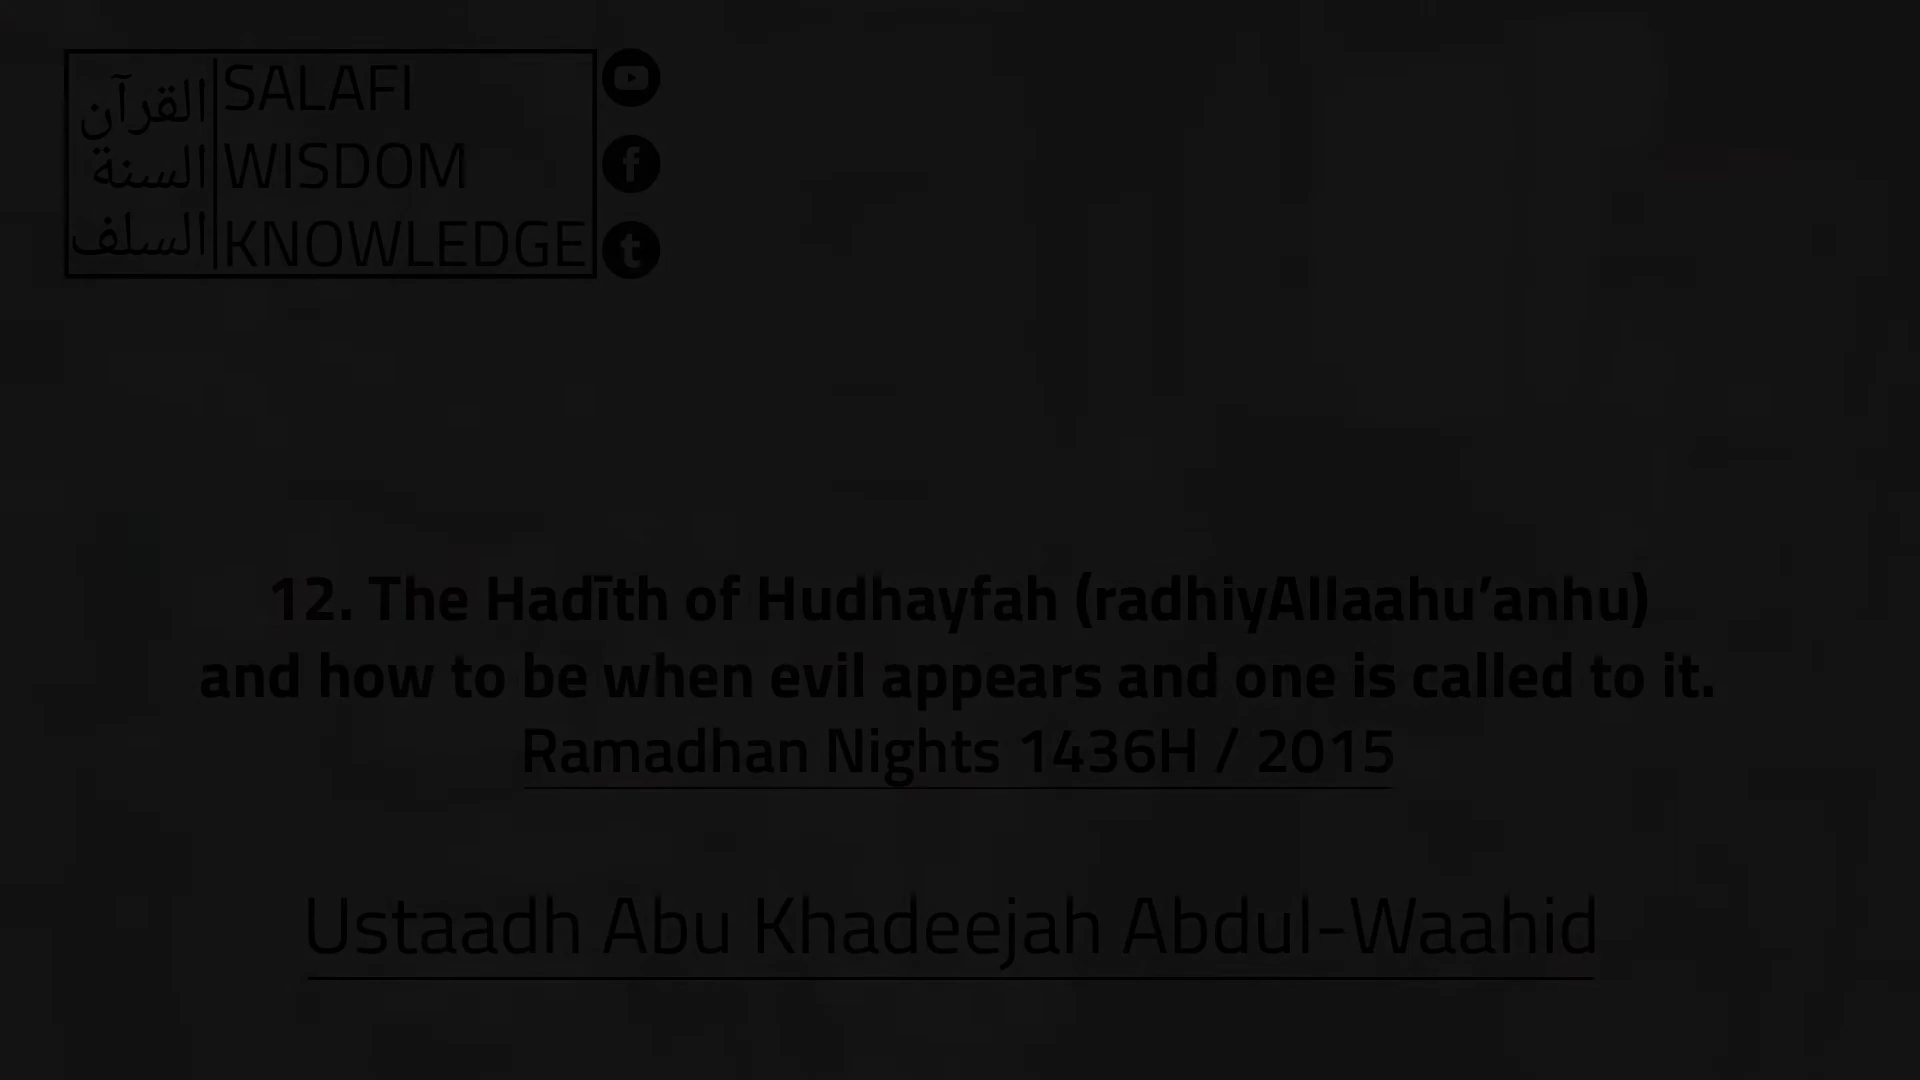 القرآن
السنة
السلف
SALAFI
WISDOM
KNOWLEDGE
f
t
12. The Hadīth of Hudhayfah (radhiyAllaahu’anhu)
and how to be when evil appears and one is called to it.
Ramadhan Nights 1436H / 2015
Ustaadh Abu Khadeejah Abdul-Waahid